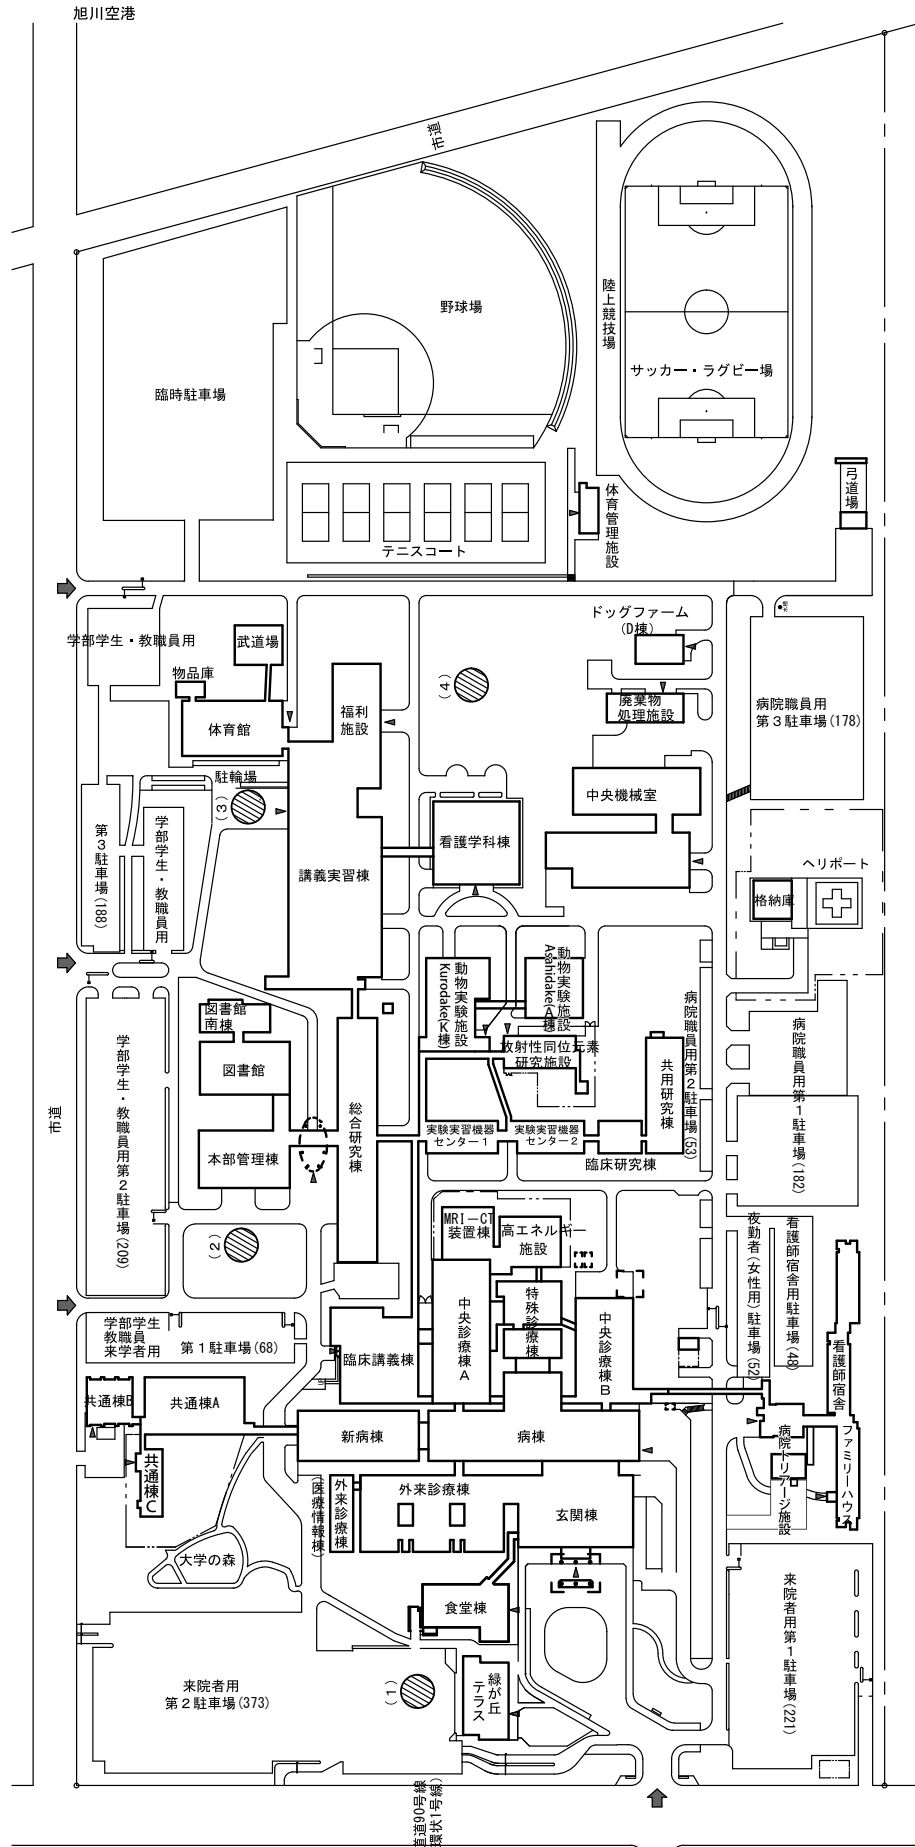 旭川空港
市道
野球場
陸上競技場
サッカー・ラグビー場
臨時駐車場
弓道場
体育管理施設
テニスコート
ドッグファーム
(D棟)
学部学生・教職員用
武道場
物品庫
福利
施設
(4)
廃棄物
処理施設
病院職員用
第3駐車場(178)
体育館
駐輪場
(3)
中央機械室
第3駐車場(188)
学部学生・教職員用
看護学科棟
講義実習棟
ヘリポート
格納庫
動物実験施設
Kurodake(K棟)
動物実験施設
Asahidake(A棟)
病院職員用第2駐車場(53)
図書館
南棟
放射性同位元素
研究施設
病院職員用第1駐車場(182)
学部学生・教職員用第2駐車場(209)
図書館
共用研究棟
市道
総合研究棟
実験実習機器
センター1
実験実習機器
センター2
本部管理棟
臨床研究棟
MRI－CT
装置棟
高エネルギー
施設
(2)
夜勤者(女性用)駐車場(52)
看護師宿舎用駐車場(48)
特殊診療棟
中央診療棟A
中央診療棟B
学部学生
教職員
来学者用
第1駐車場(68)
臨床講義棟
看護師宿舎
共通棟B
共通棟A
新病棟
病棟
病院トリアージ施設
ファミリーハウス
共通棟C
外来診療棟
(医療情報棟)
外来診療棟
玄関棟
大学の森
食堂棟
来院者用第1駐車場(221)
来院者用
第2駐車場(373)
(1)
緑が丘
テラス
道道90号線
(環状1号線)